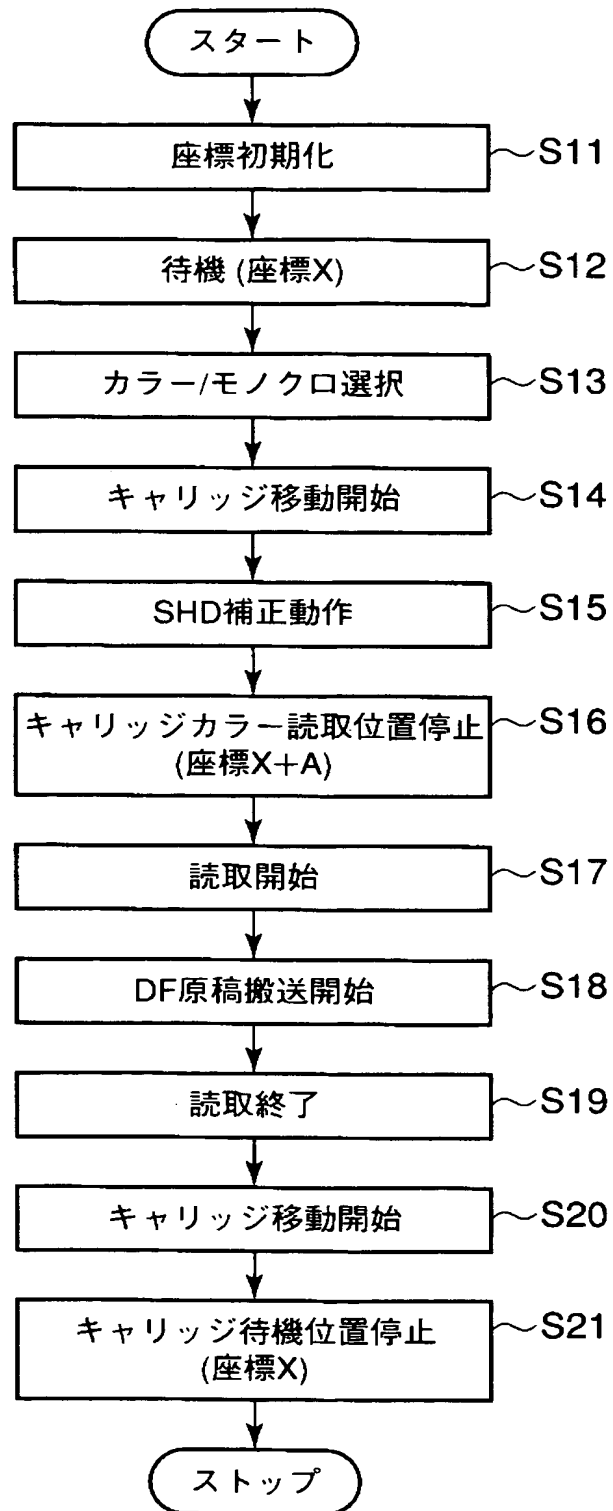 スタート
座標初期化
S11
待機 (座標X)
S12
カラー/モノクロ選択
S13
キャリッジ移動開始
S14
SHD補正動作
S15
キャリッジカラー読取位置停止
(座標X+A)
S16
読取開始
S17
DF原稿搬送開始
S18
読取終了
S19
キャリッジ移動開始
S20
キャリッジ待機位置停止
(座標X)
S21
ストップ